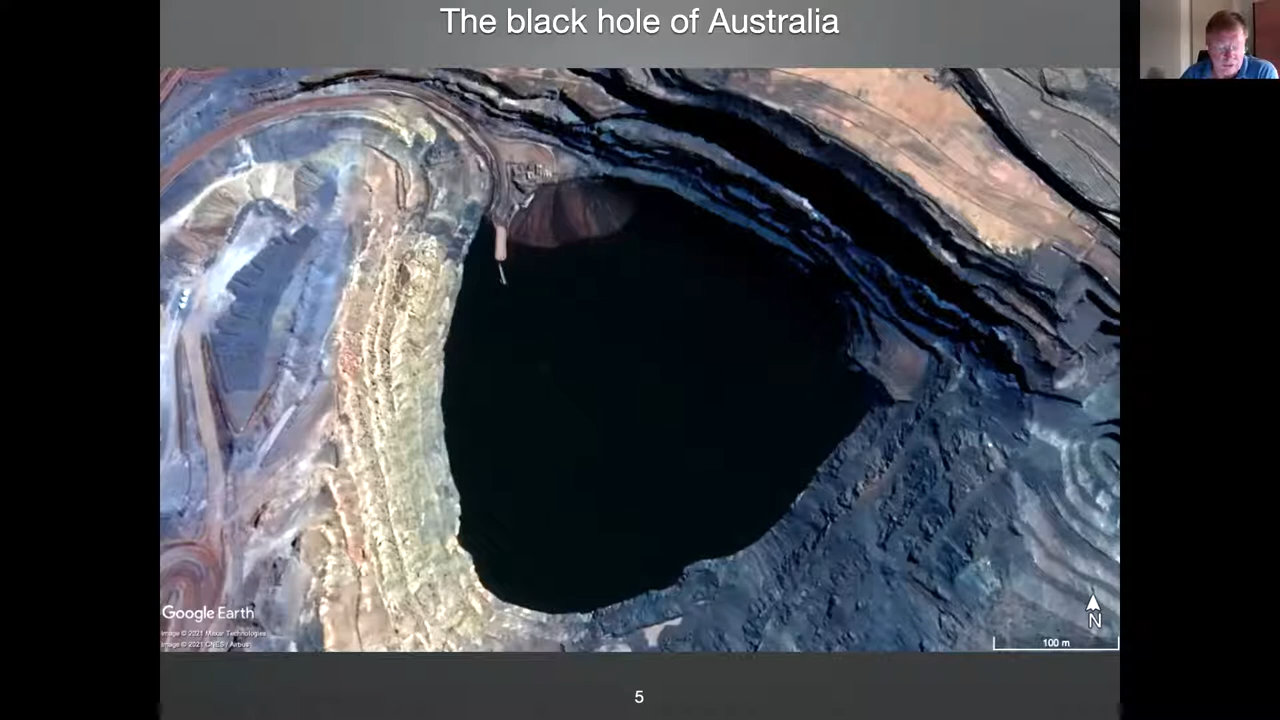 The black hole of Australia
Google Earth
Image © 2021 Maxar Technologies
Image © 2021 CNES / Airbus
N
100 m
5